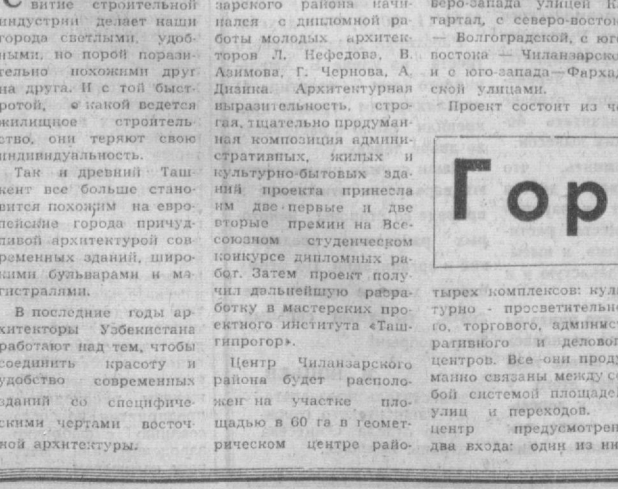 витие строительной
индустрии делает наши
города светлыми, удоб-
ными, но порой порази-
тельно похожими друг
на друга. И с той быст-
ротой, с какой ведется
жилищное строитель-
ство, они теряют свою
индивидуальность.
Так и древний Таш-
кент все больше стано-
вится похожим на евро-
пейские города причуд-
ливой архитектурой сов-
ременных зданий, широ-
кими бульварами и ма-
гистралями.
В последние годы ар-
хитекторы Узбекистана
работают над тем, чтобы
соединить красоту и
удобство современных
зданий со специфиче-
скими чертами восточ-
ной архитектуры.
зарского района начи-
нался с дипломной ра-
боты молодых архитек-
торов Л. Нефедова, В.
Азимова, Г. Чернова, А.
Архитектурная
выразительность, стро-
гая, тщательно продуман-
ная композиция админи-
стративных, жилых и
культурно-бытовых зда-
ний проекта принесла
им две первые и две
вторые премии на Все-
союзном студенческом
конкурсе дипломных ра-
бот. Затем проект полу-
чил дальнейшую разра-
ботку в мастерских про-
ектного института «Таш-
гипрогор».
Центр Чиланзарского
района будет располо-
жен на участке пло-
щадью в 60 га в геомет-
рическом центре райо-
веро-запада улицей К
тартал, с северо-восток
— Волгоградской, с юго
востока — Чиланзарско
и с юго-запада—Фархад
ской улицами.
Проект состоит из че
Гор
тырех комплексов: куль
турно - просветительно
го, торгового, админист
ративного и делового
центров. Все они проду
манно связаны между со
бой системой площадей
улиц и переходов.
центр предусмотрен
два входа: один из ни